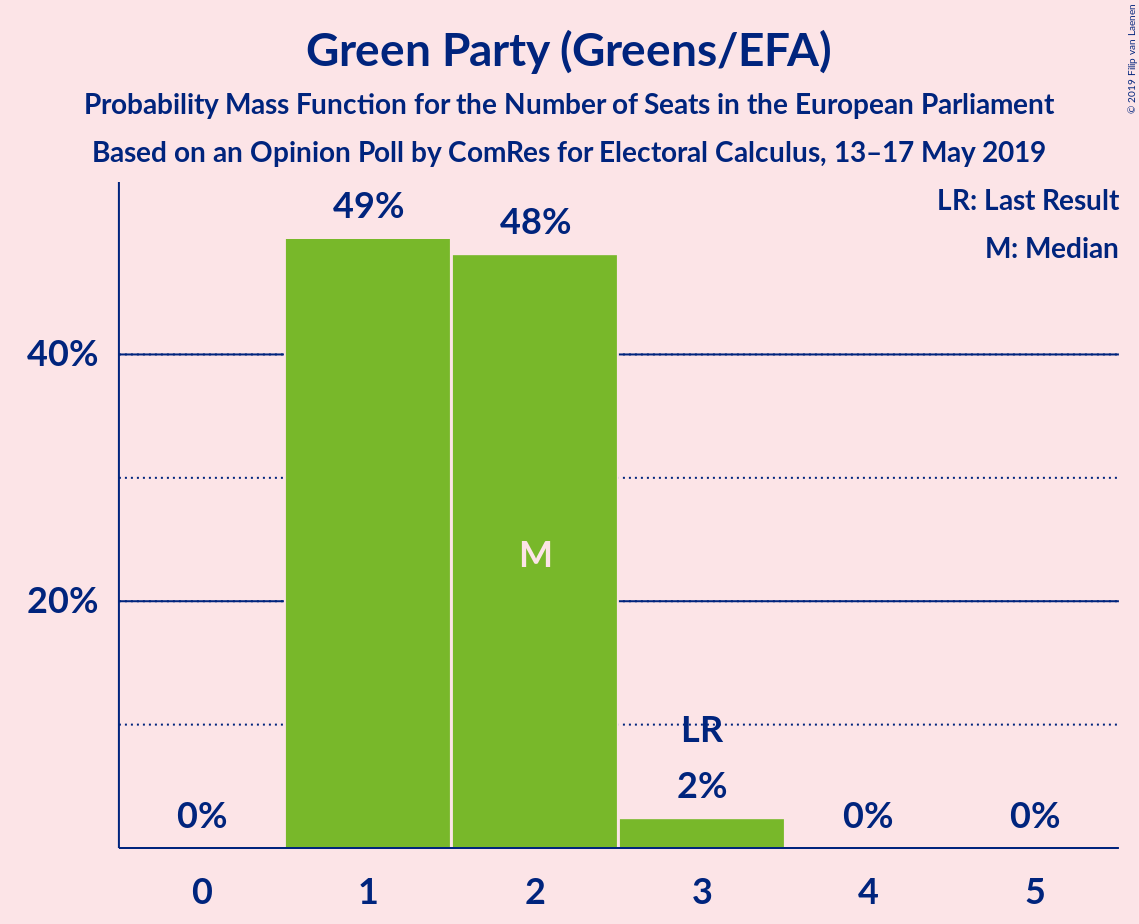 Green Party (Greens/EFA)
Probability Mass Function for the Number of Seats in the European Parliament
Based on an Opinion Poll by ComRes for Electoral Calculus, 13–17 May 2019
© 2019 Filip van Laenen
LR: Last Result
M: Median
49%
48%
40%
M
20%
LR
2%
0%
0%
0%
0
1
2
3
4
5